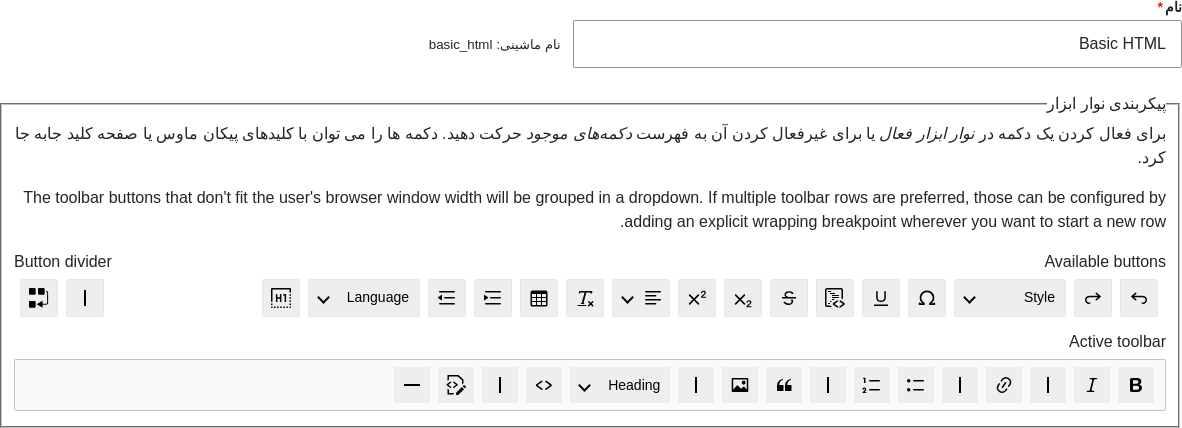 نام*
Basic HTML
نام ماشینی: basic_html
پیکربندی نوار ابزار
برای فعال کردن یک دکمه در نوار ابزار فعال یا برای غیرفعال کردن آن به فهرست دکمه‌های موجود حرکت دهید. دکمه ها را می توان با کلیدهای پیکان ماوس یا صفحه کلید جابه جا
کرد.
The toolbar buttons that don't fit the user's browser window width will be grouped in a dropdown. If multiple toolbar rows are preferred, those can be configured by
adding an explicit wrapping breakpoint wherever you want to start a new row.
Available buttons
Button divider
Style
Language
H1
Active toolbar
B
I
Heading